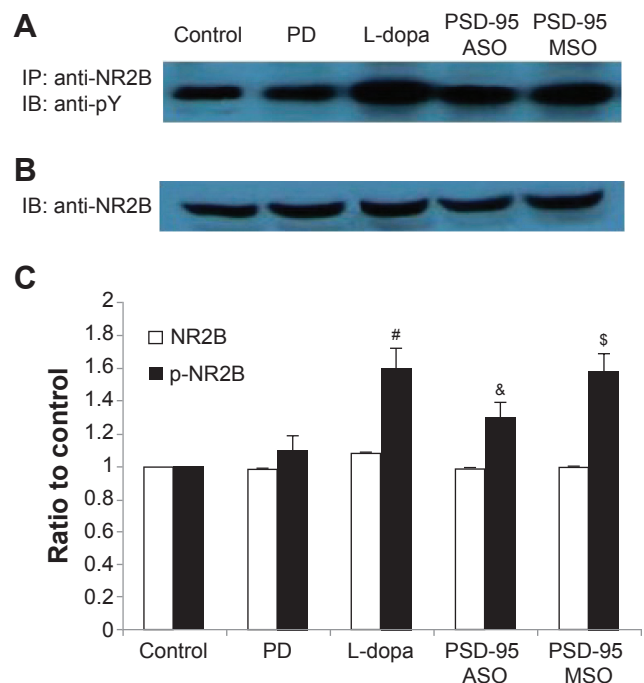 A
Control PD L-dopa PSD-95 ASO PSD-95 MSO
IP: anti-NR2B
IB: anti-pY
B
IB: anti-NR2B
C
2
1.8
1.6
1.4
1.2
1
0.8
0.6
0.4
0.2
0
Ratio to control
NR2B
p-NR2B
#
&
$
Control PD L-dopa PSD-95 ASO PSD-95 MSO